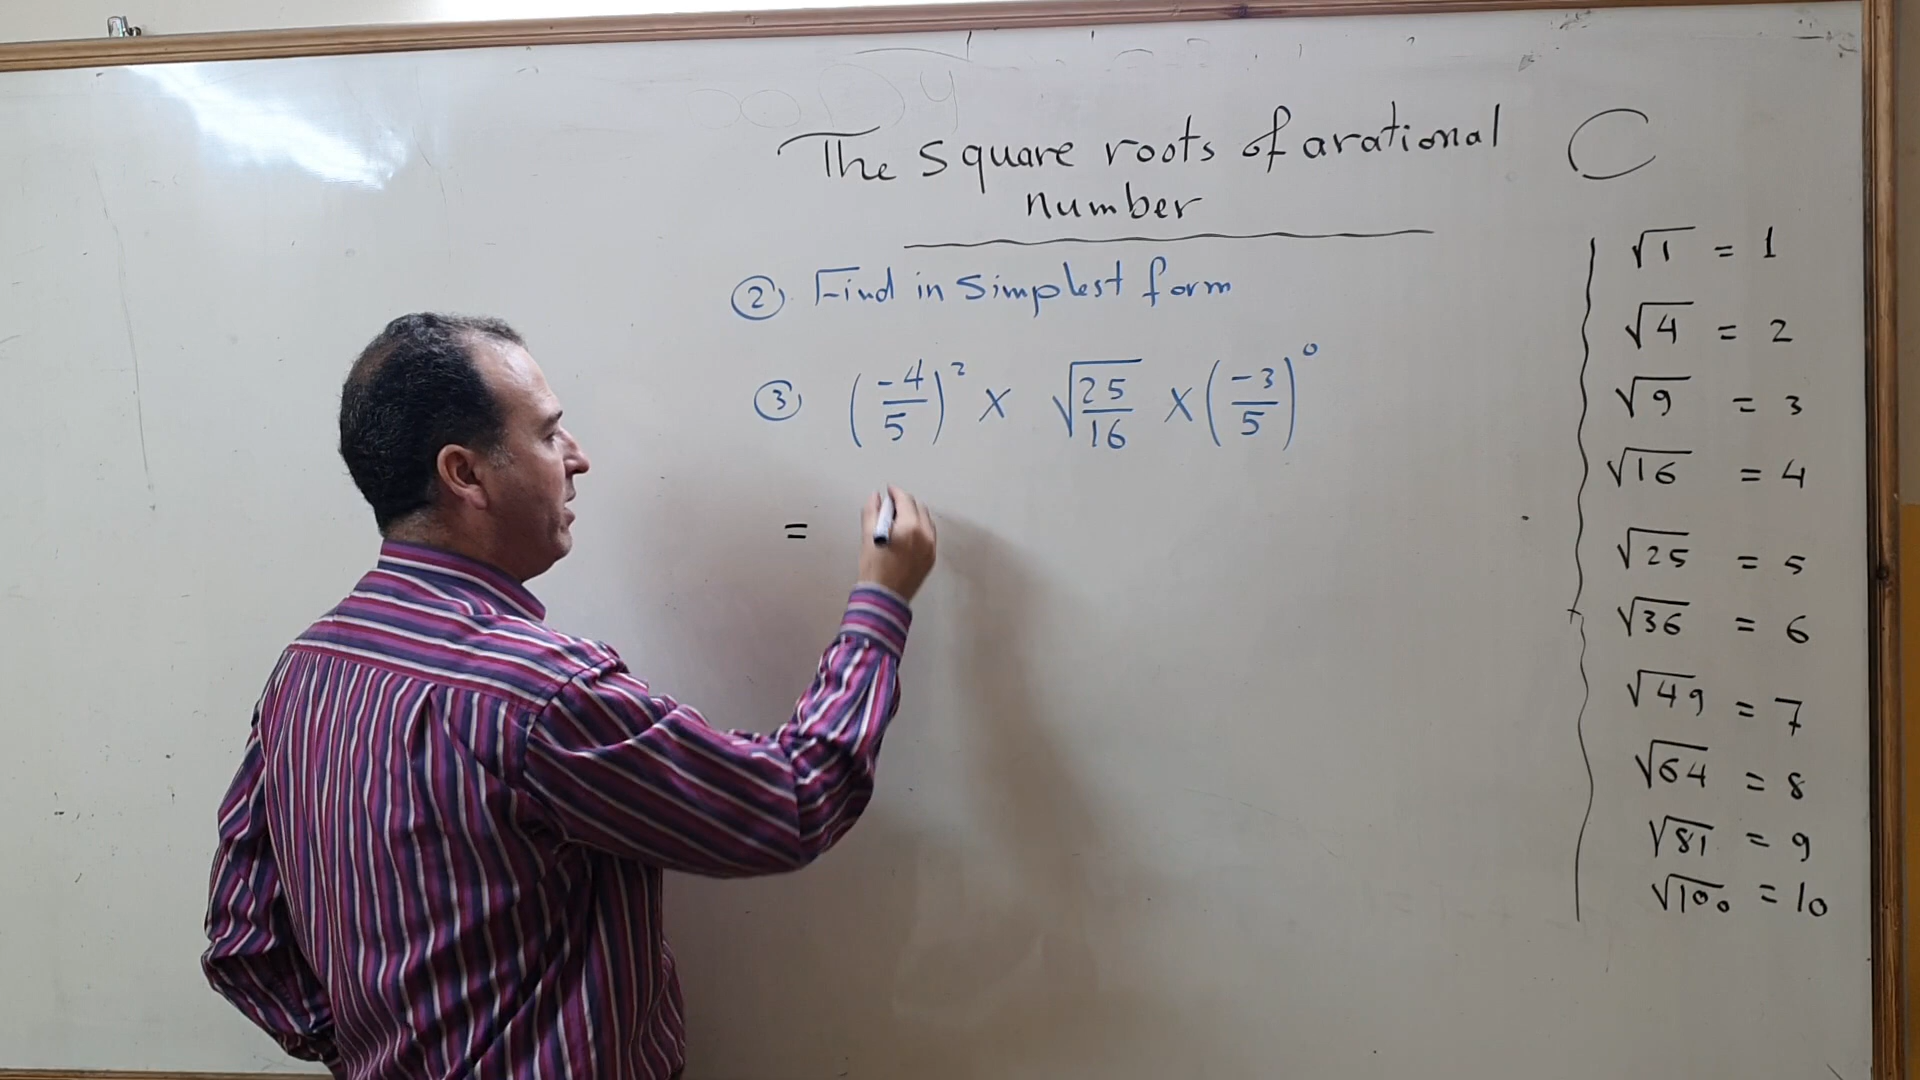 The square roots of arational
number
C
② Find in simplest form
③ (-4/5)² × √(25/16) × (-3/5)⁰
=
√1 = 1
√4 = 2
√9 = 3
√16 = 4
√25 = 5
√36 = 6
√49 = 7
√64 = 8
√81 = 9
√100 = 10